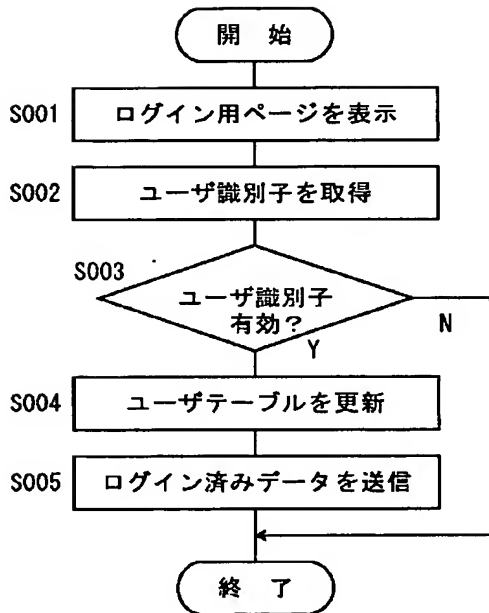 開 始
S001 ログイン用ページを表示
S002 ユーザ識別子を取得
S003
ユーザ識別子
有効?
N
Y
S004 ユーザテーブルを更新
S005 ログイン済みデータを送信
終 了